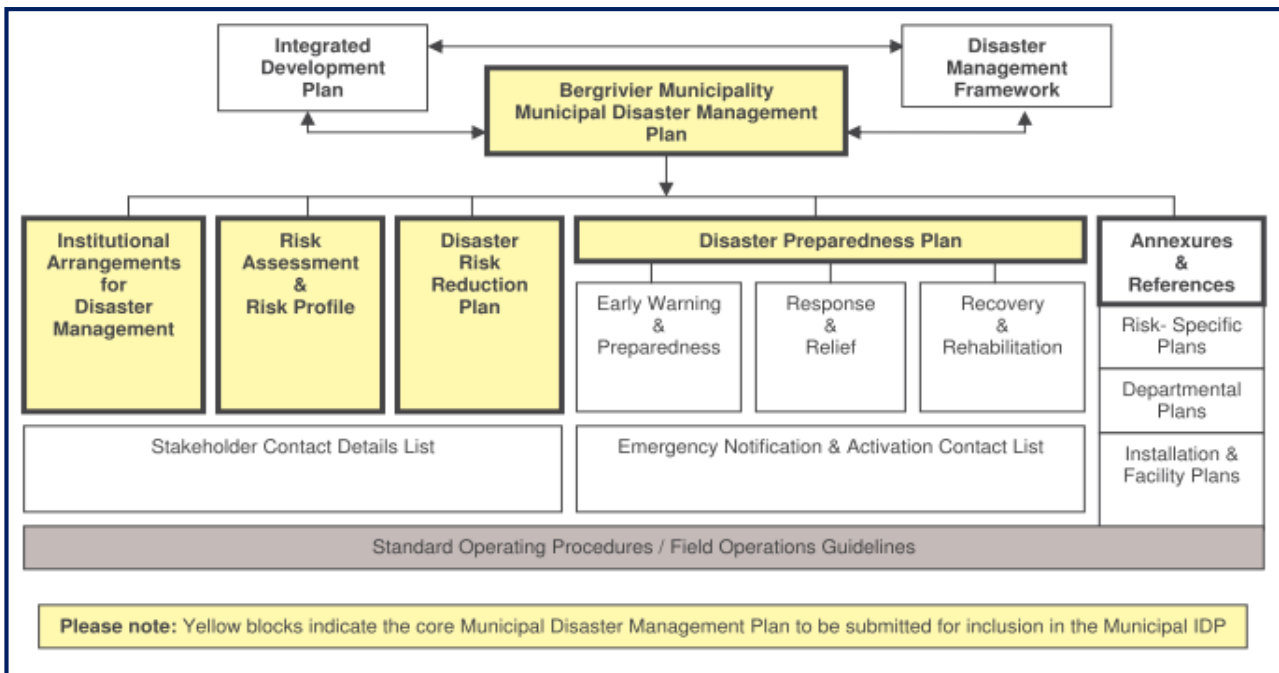 Integrated
Development
Plan
Disaster
Management
Framework
Bergrivier Municipality
Municipal Disaster Management
Plan
Institutional
Arrangements
for
Disaster
Management
Risk
Assessment
&
Risk Profile
Disaster
Risk
Reduction
Plan
Disaster Preparedness Plan
Early Warning
&
Preparedness
Response
&
Relief
Recovery
&
Rehabilitation
Annexures
&
References
Risk- Specific
Plans
Departmental
Plans
Installation &
Facility Plans
Stakeholder Contact Details List
Emergency Notification & Activation Contact List
Standard Operating Procedures / Field Operations Guidelines
Please note: Yellow blocks indicate the core Municipal Disaster Management Plan to be submitted for inclusion in the Municipal IDP